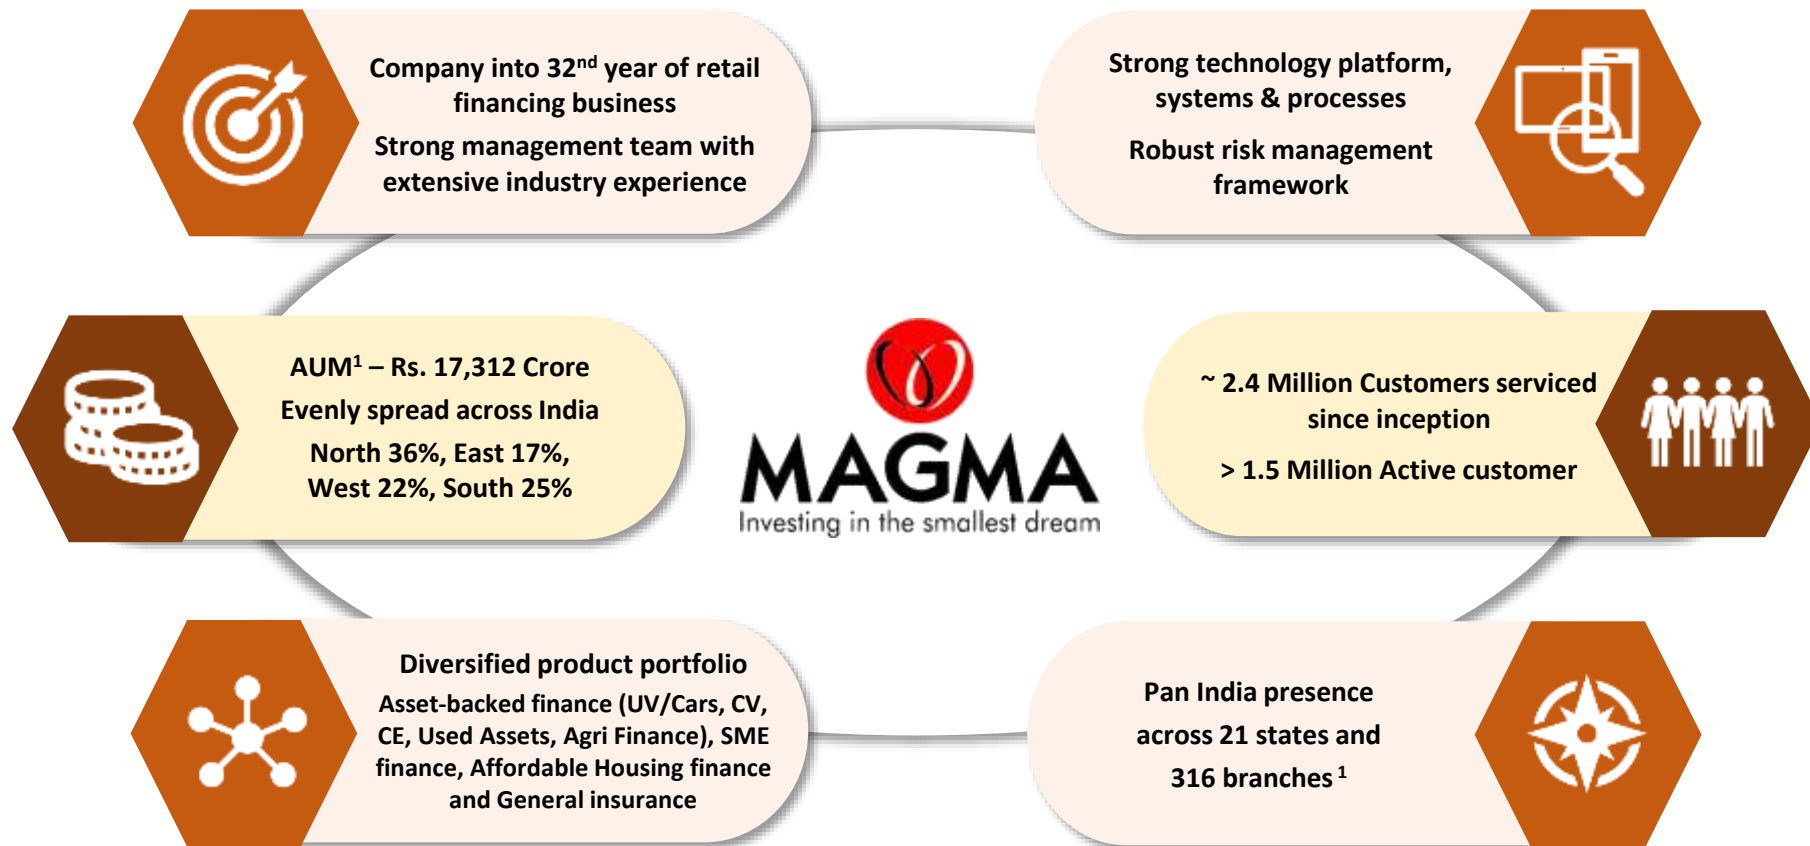 Company into 32nd year of retail
financing business
Strong management team with
extensive industry experience
Strong technology platform,
systems & processes
Robust risk management
framework
AUM1 – Rs. 17,312 Crore
Evenly spread across India
North 36%, East 17%,
West 22%, South 25%
MAGMA
Investing in the smallest dream
~ 2.4 Million Customers serviced
since inception
> 1.5 Million Active customer
Diversified product portfolio
Asset-backed finance (UV/Cars, CV,
CE, Used Assets, Agri Finance), SME
finance, Affordable Housing finance
and General insurance
Pan India presence
across 21 states and
316 branches 1